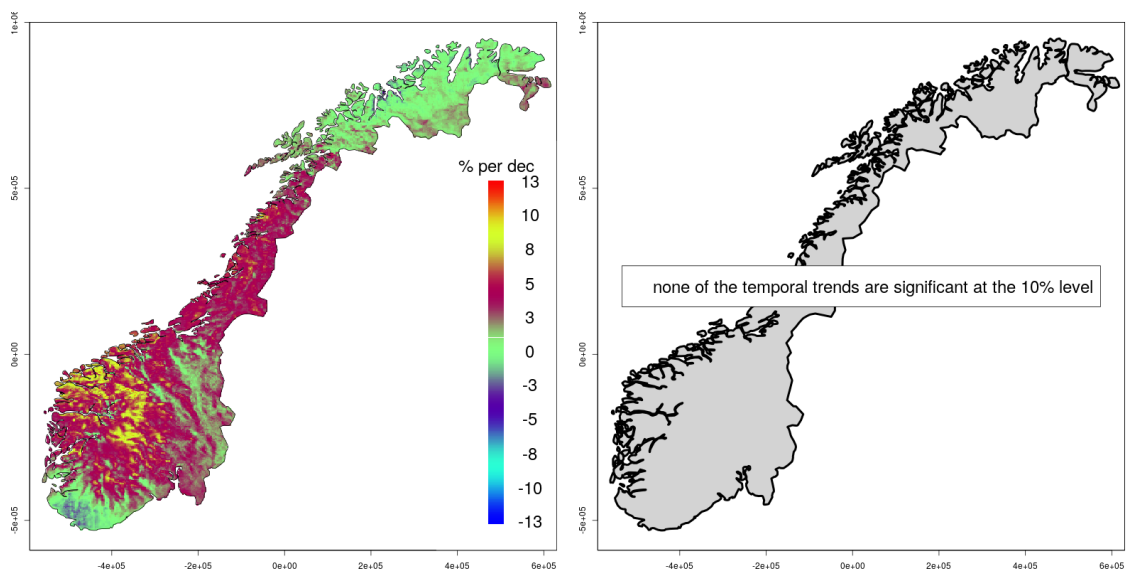 1e+06
5e+05
0e+00
-5e+05
-4e+05 -2e+05 0e+00 2e+05 4e+05 6e+05
% per dec
13
10
8
5
3
0
-3
-5
-8
-10
-13
1e+06
5e+05
0e+00
-5e+05
-4e+05 -2e+05 0e+00 2e+05 4e+05 6e+05
none of the temporal trends are significant at the 10% level